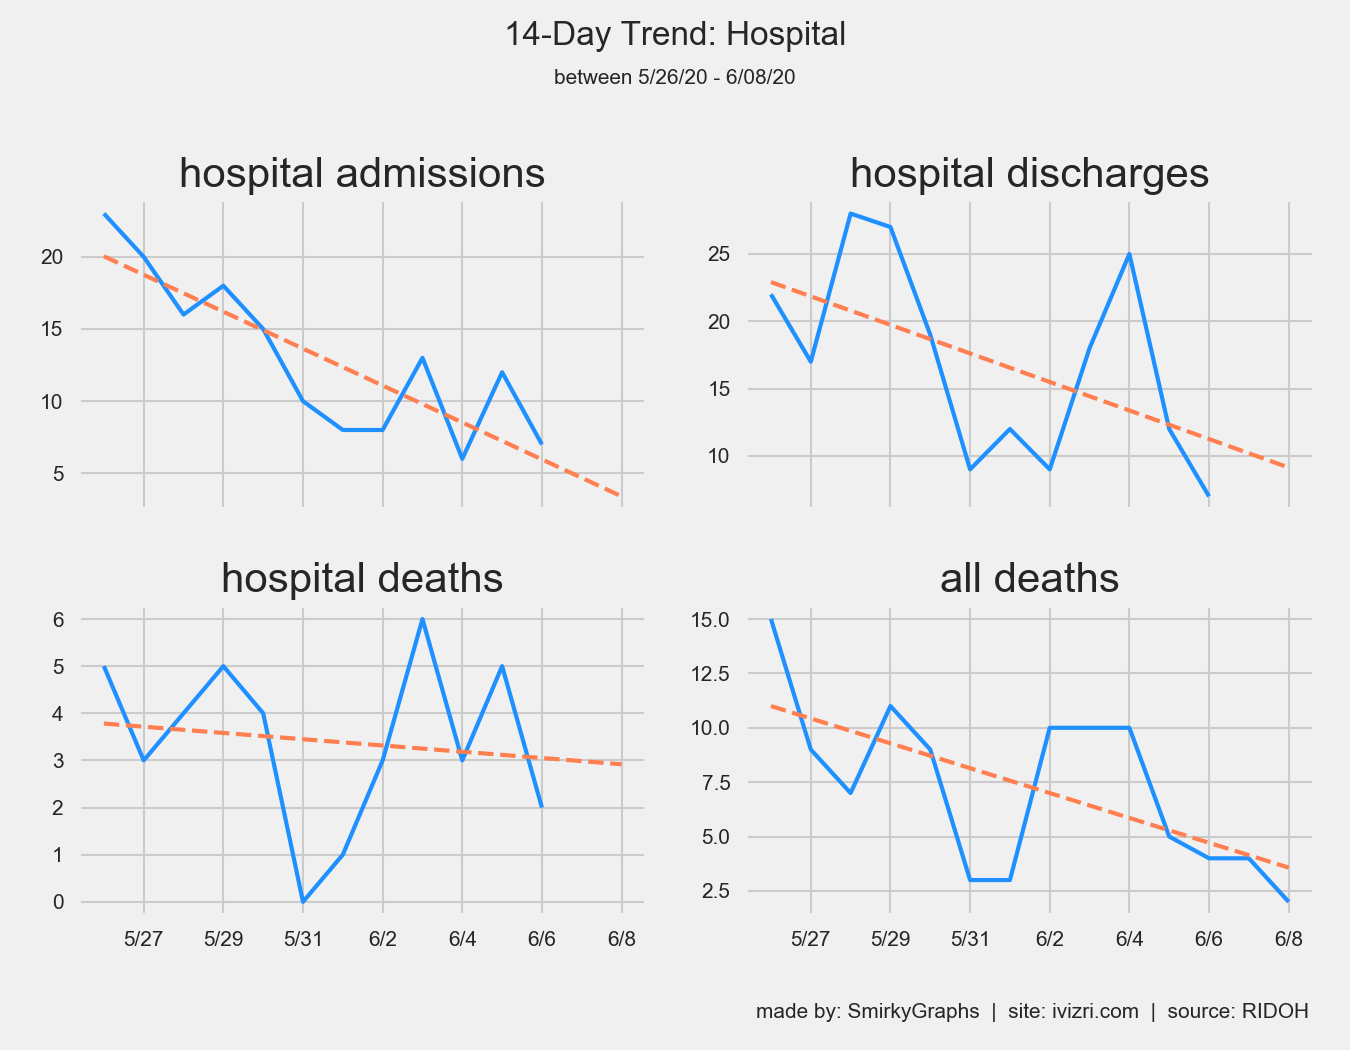 14-Day Trend: Hospital
between 5/26/20 - 6/08/20
hospital admissions
20
15
10
5
hospital discharges
25
20
15
10
hospital deaths
6
5
4
3
2
1
0
5/27 5/29 5/31 6/2 6/4 6/6 6/8
all deaths
15.0
12.5
10.0
7.5
5.0
2.5
5/27 5/29 5/31 6/2 6/4 6/6 6/8
made by: SmirkyGraphs | site: ivizri.com | source: RIDOH